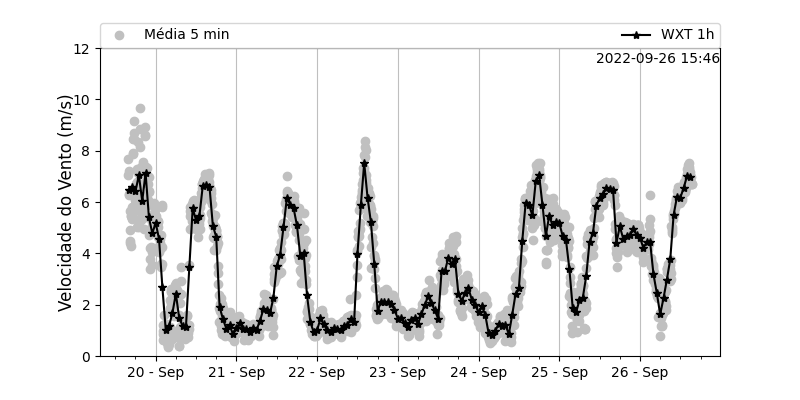 Média 5 min
WXT 1h
2022-09-26 15:46
Velocidade do Vento (m/s)
12
10
8
6
4
2
0
20 - Sep
21 - Sep
22 - Sep
23 - Sep
24 - Sep
25 - Sep
26 - Sep